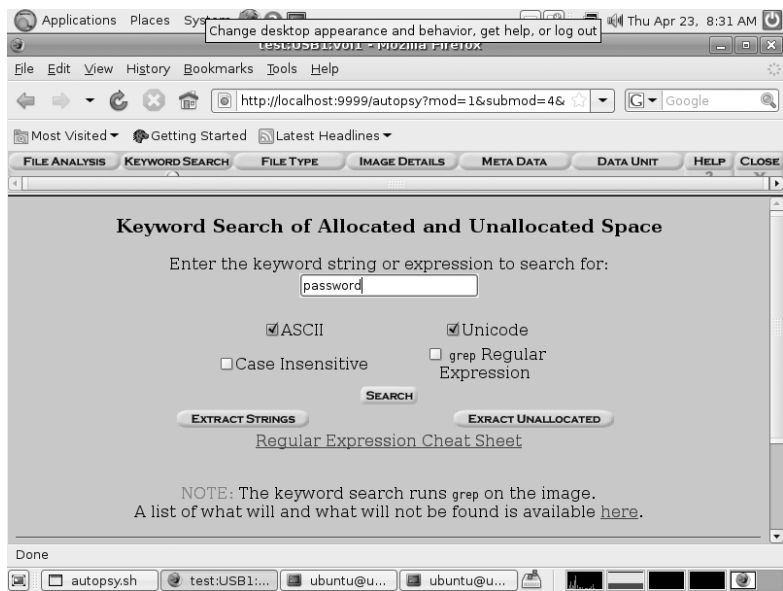 Applications Places Sys
Thu Apr 23, 8:31 AM
Change desktop appearance and behavior, get help, or log out
test:USB1:vol1 - Mozilla Firefox
File Edit View History Bookmarks Tools Help
http://localhost:9999/autopsy?mod=1&submod=4&
G Google
Most Visited Getting Started Latest Headlines
FILE ANALYSIS KEYWORD SEARCH FILE TYPE IMAGE DETAILS META DATA DATA UNIT HELP CLOSE
? X
Keyword Search of Allocated and Unallocated Space
Enter the keyword string or expression to search for:
password
ASCII Unicode
Case Insensitive grep Regular
Expression
SEARCH
EXTRACT STRINGS EXRACT UNALLOCATED
Regular Expression Cheat Sheet
NOTE: The keyword search runs grep on the image.
A list of what will and what will not be found is available here.
Done
autopsy.sh test:USB1:... ubuntu@u... ubuntu@u...